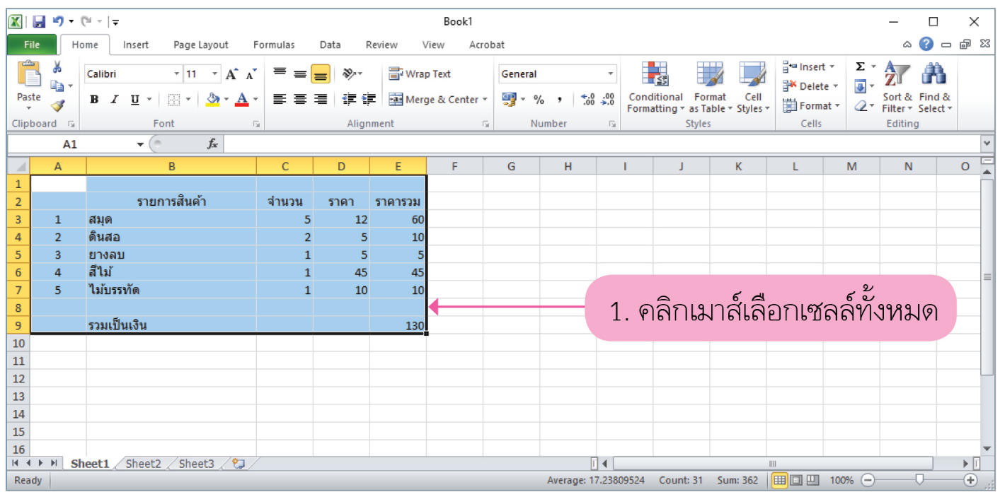 Book1
File Home Insert Page Layout Formulas Data Review View Acrobat
Calibri 11 A A Wrap Text General Σ Insert
Paste B I U A Merge & Center % , .0 .00 .00 .0 Conditional Formatting Format as Table Cell Styles Delete Format Sort & Filter Find & Select
Clipboard Font Alignment Number Styles Cells Editing
A1 fx
A B C D E F G H I J K L M N O
1
2 รายการสินค้า จำนวน ราคา ราคารวม
3 1 สมุด 5 12 60
4 2 ดินสอ 2 5 10
5 3 ยางลบ 1 5 5
6 4 สีไม้ 1 45 45
7 5 ไม้บรรทัด 1 10 10
8
9 รวมเป็นเงิน 130
1. คลิกเมาส์เลือกเซลล์ทั้งหมด
10
11
12
13
14
15
16
Sheet1 Sheet2 Sheet3
Ready Average: 17.23809524 Count: 31 Sum: 362 100%